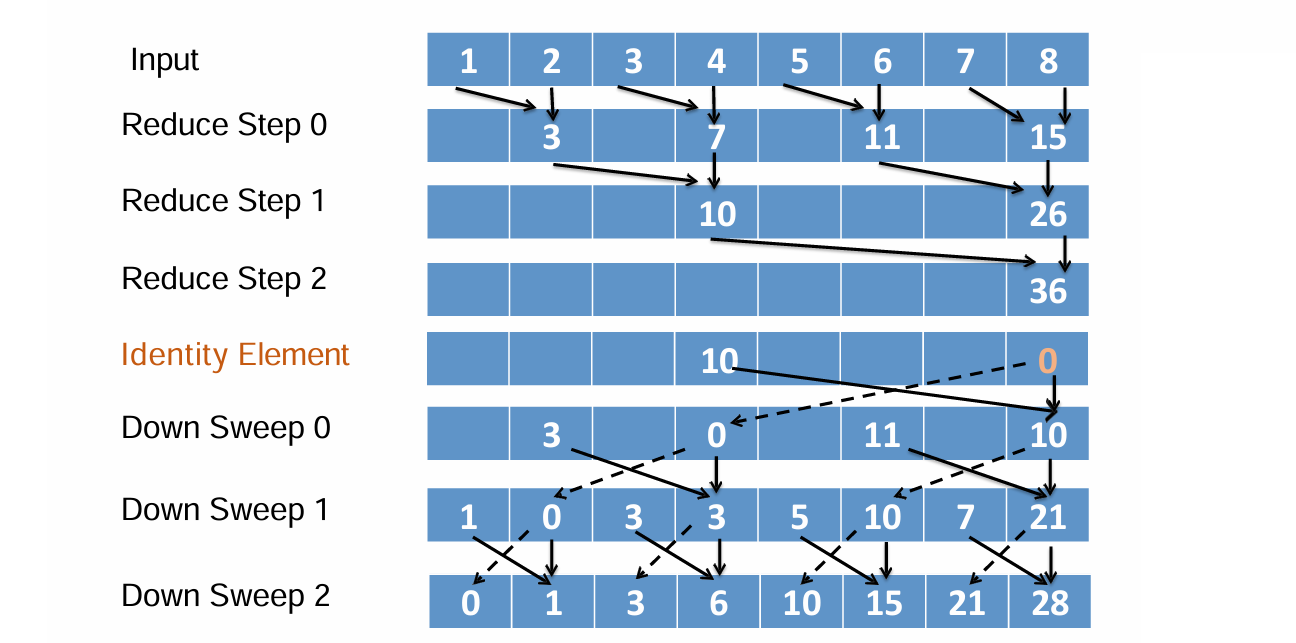 Input 1 2 3 4 5 6 7 8
Reduce Step 0 3 7 11 15
Reduce Step 1 10 26
Reduce Step 2 36
Identity Element 10 0
Down Sweep 0 3 0 11 10
Down Sweep 1 1 0 3 3 5 10 7 21
Down Sweep 2 0 1 3 6 10 15 21 28